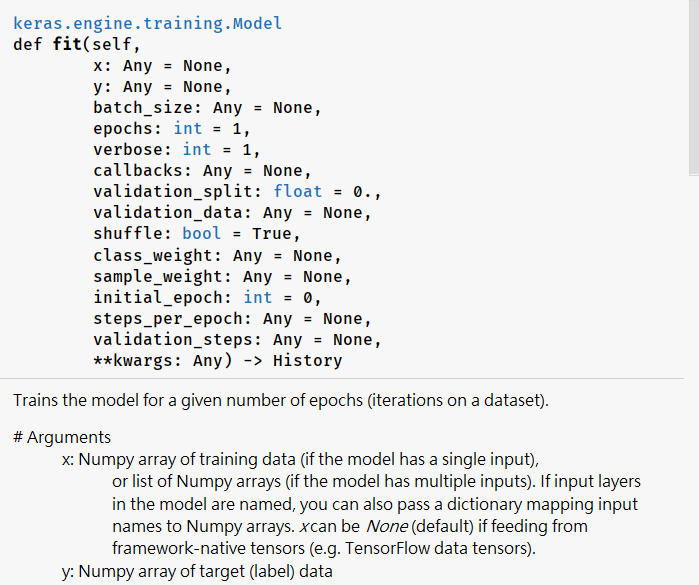 keras.engine.training.Model
def fit(self,
x: Any = None,
y: Any = None,
batch_size: Any = None,
epochs: int = 1,
verbose: int = 1,
callbacks: Any = None,
validation_split: float = 0.,
validation_data: Any = None,
shuffle: bool = True,
class_weight: Any = None,
sample_weight: Any = None,
initial_epoch: int = 0,
steps_per_epoch: Any = None,
validation_steps: Any = None,
**kwargs: Any) -> History
Trains the model for a given number of epochs (iterations on a dataset).
# Arguments
x: Numpy array of training data (if the model has a single input),
or list of Numpy arrays (if the model has multiple inputs). If input layers
in the model are named, you can also pass a dictionary mapping input
names to Numpy arrays. x can be None (default) if feeding from
framework-native tensors (e.g. TensorFlow data tensors).
y: Numpy array of target (label) data